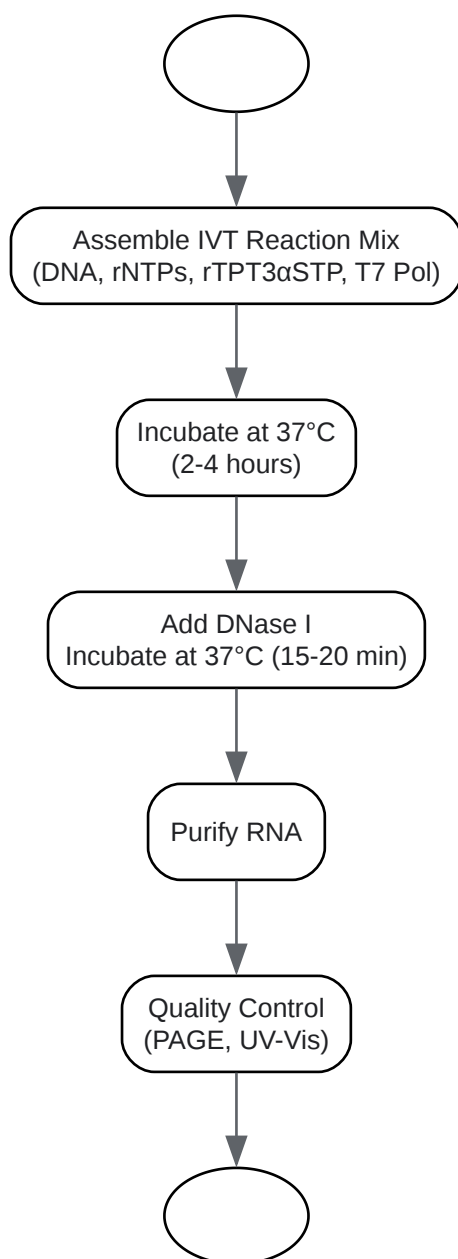 Assemble IVT Reaction Mix
(DNA, rNTPs, rTPT3αSTP, T7 Pol)
Incubate at 37°C
(2-4 hours)
Add DNase I
Incubate at 37°C (15-20 min)
Purify RNA
Quality Control
(PAGE, UV-Vis)